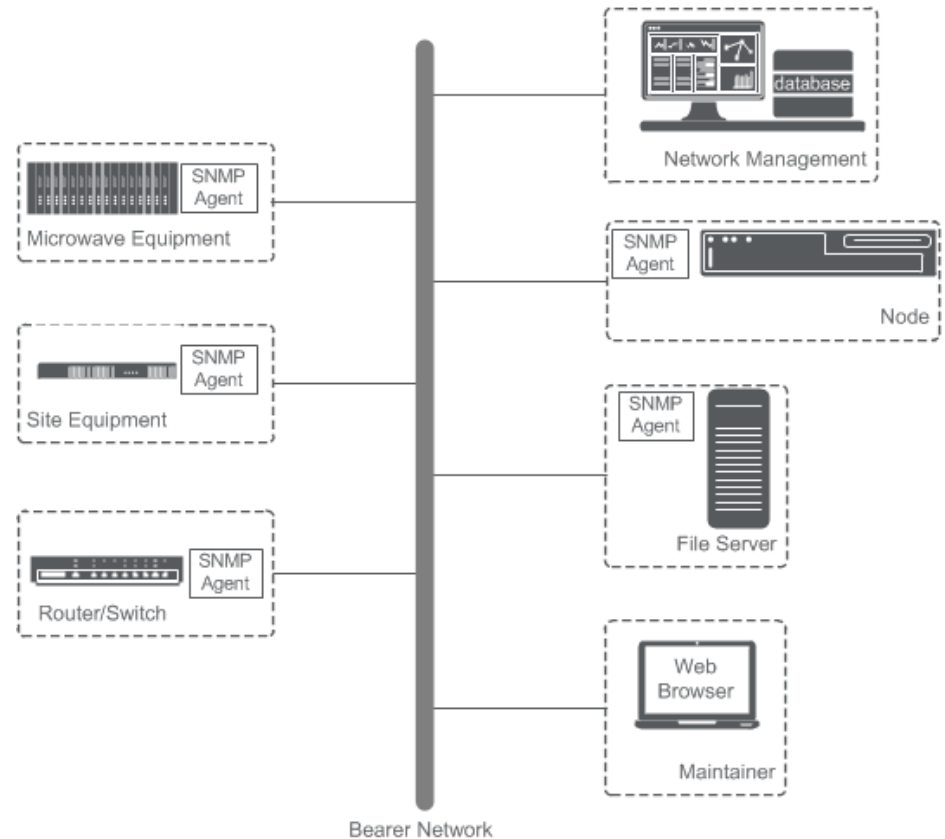 database
Network Management
SNMP
Agent
Microwave Equipment
SNMP
Agent
Node
SNMP
Agent
Site Equipment
SNMP
Agent
File Server
SNMP
Agent
Router/Switch
Web
Browser
Maintainer
Bearer Network